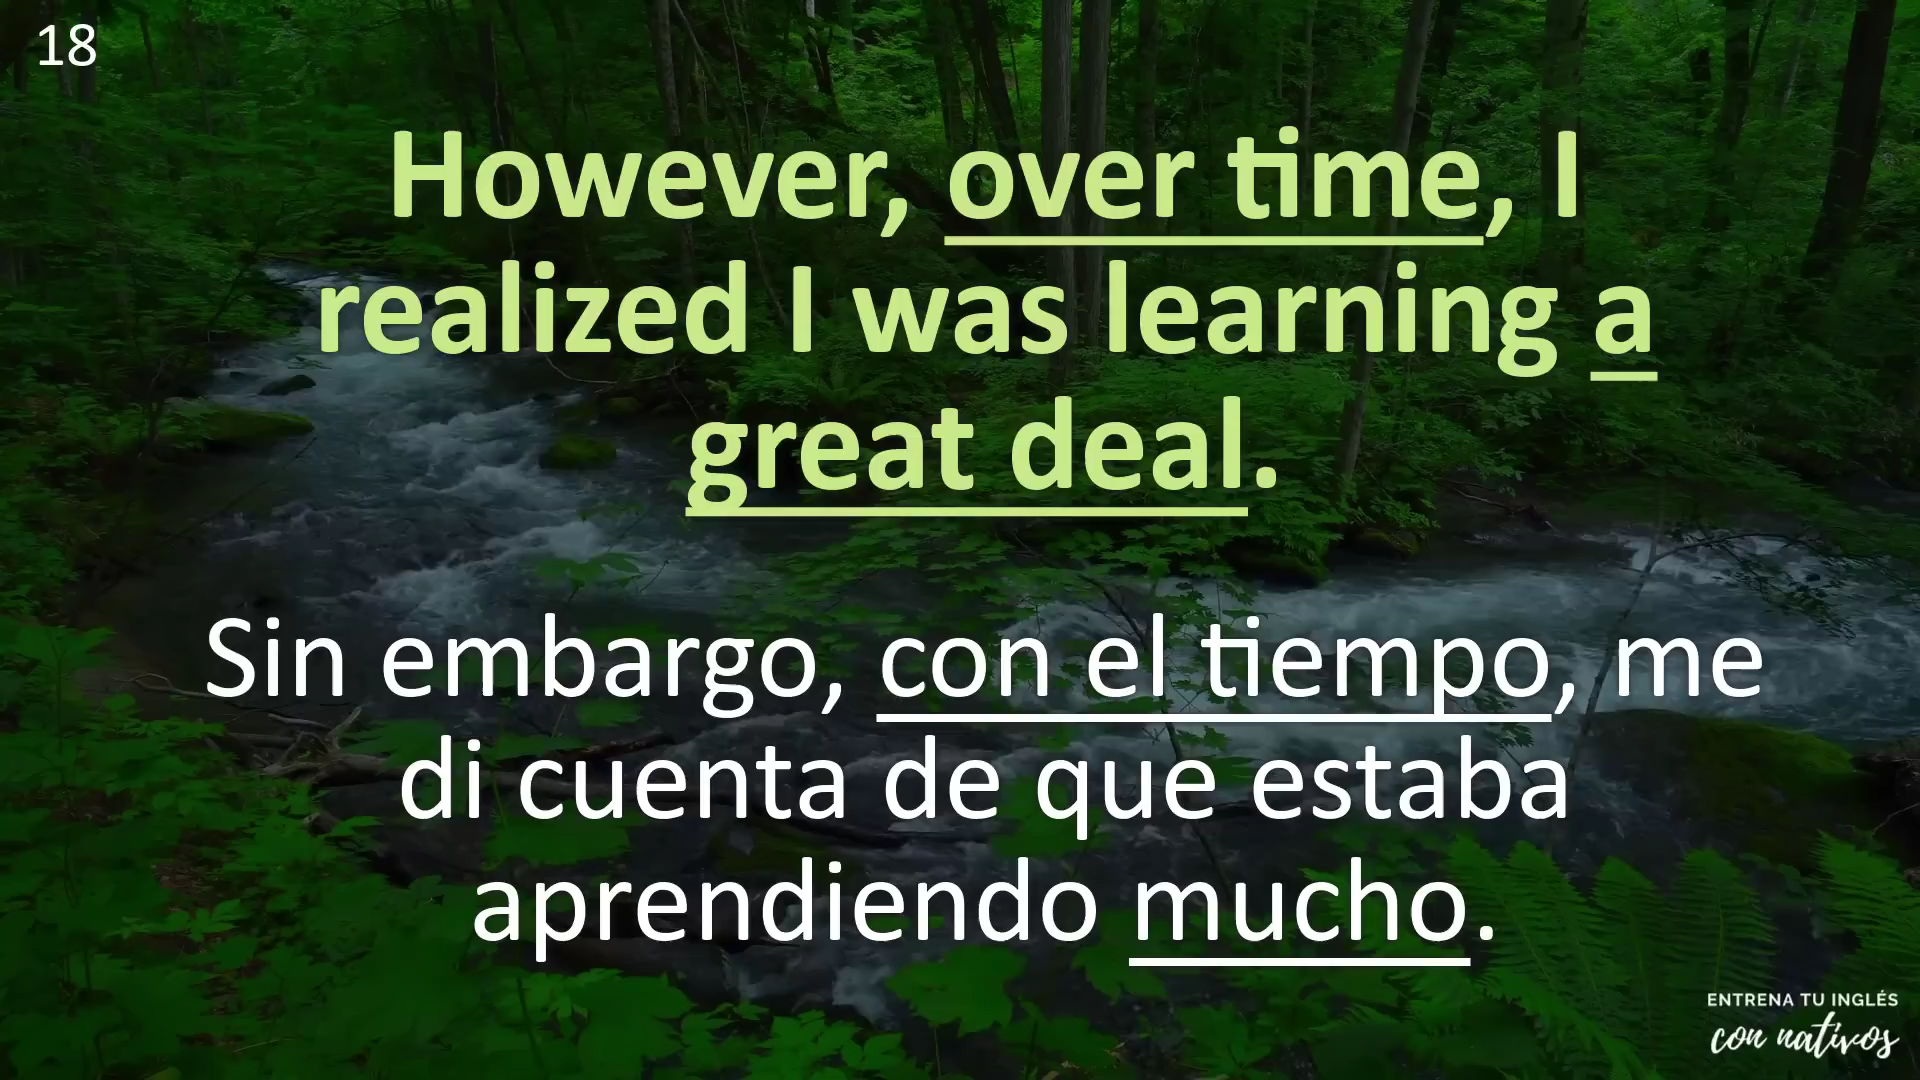 18
However, over time, I
realized I was learning a
great deal.
Sin embargo, con el tiempo, me
di cuenta de que estaba
aprendiendo mucho.
ENTRENA TU INGLÉS
con nativos